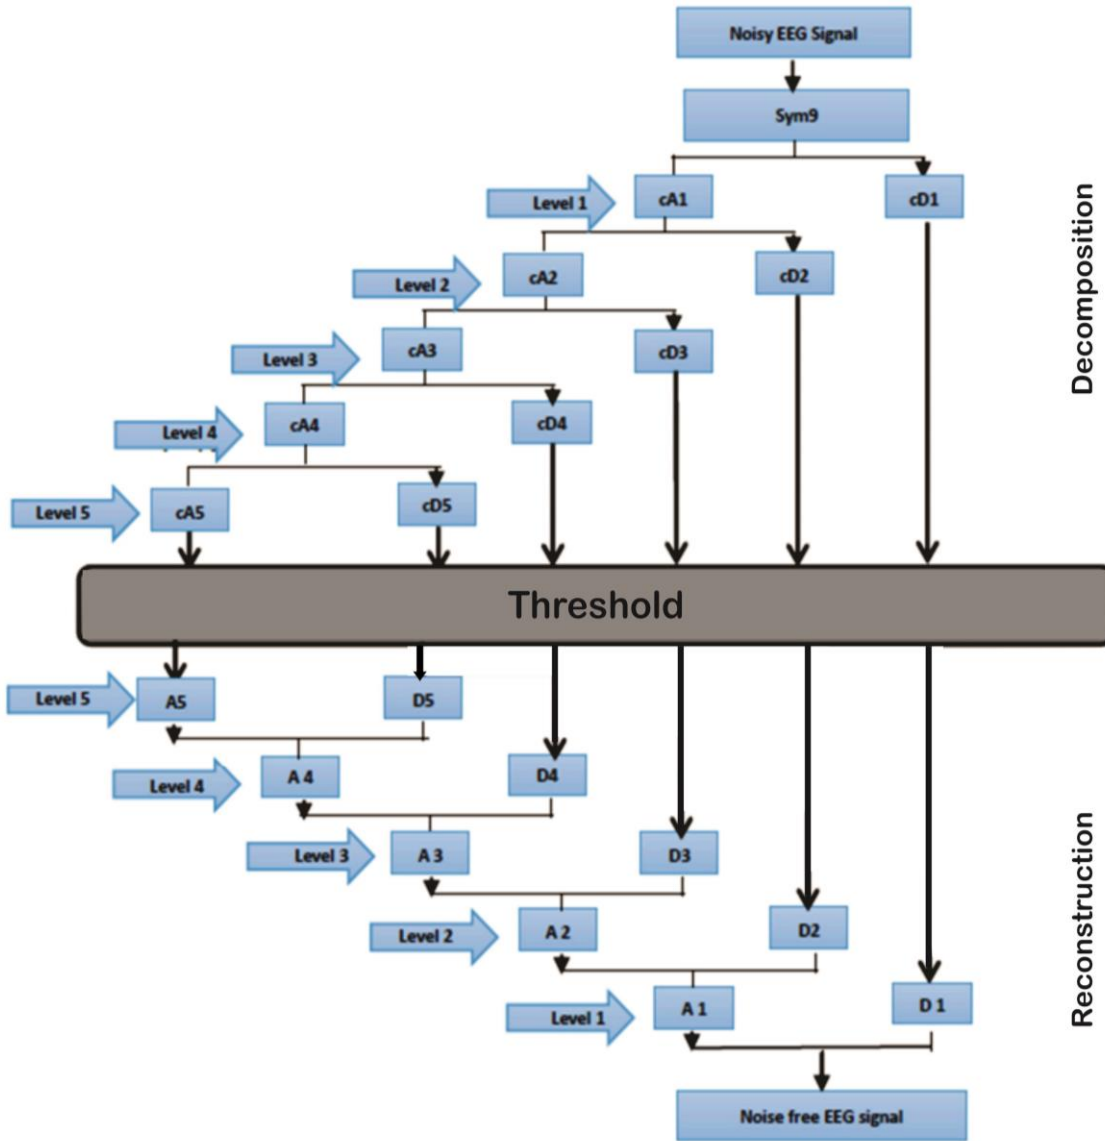 Noisy EEG Signal
Sym9
Level 1
cA1
cD1
Level 2
cA2
cD2
Level 3
cA3
cD3
Level 4
cA4
cD4
Level 5
cA5
cD5
Decomposition
Threshold
Level 5
A5
D5
Level 4
A 4
D4
Level 3
A 3
D3
Level 2
A 2
D2
Level 1
A 1
D 1
Reconstruction
Noise free EEG signal